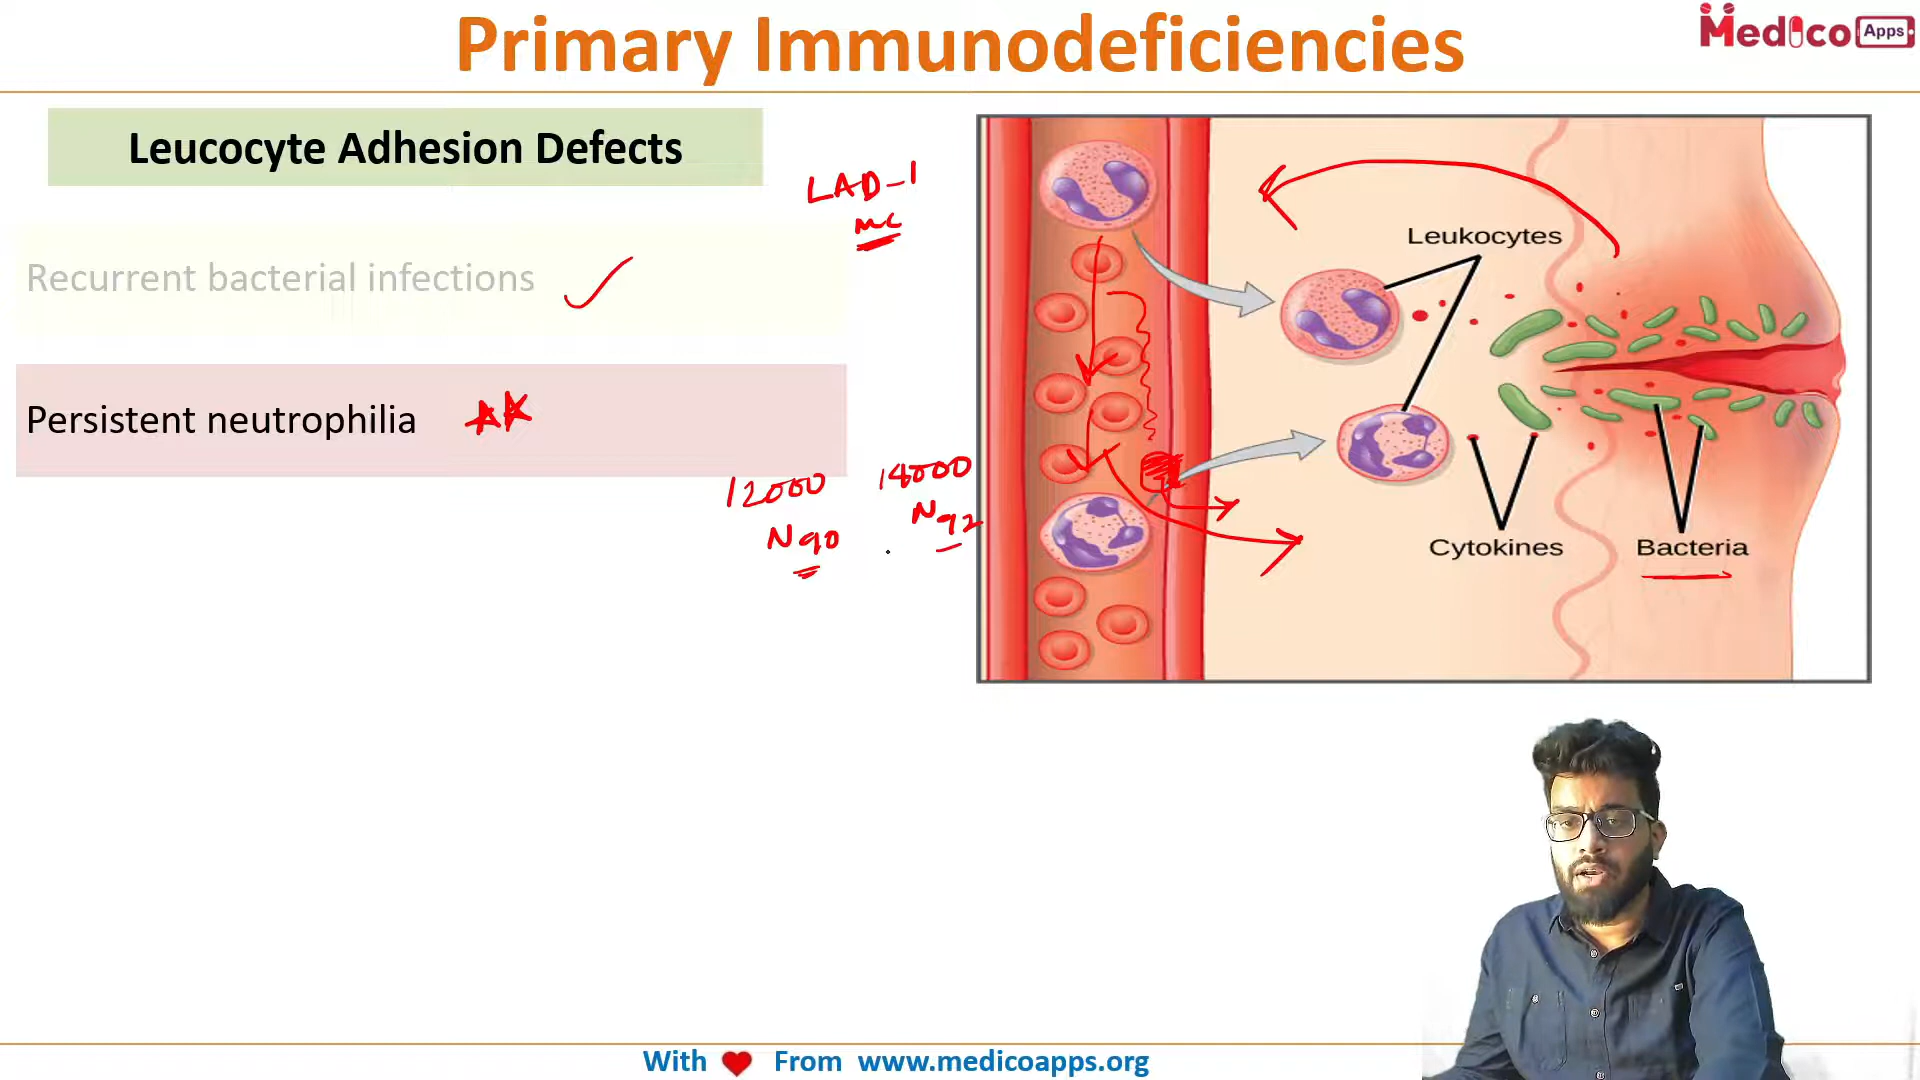 Primary Immunodeficiencies
Medico Apps
Leucocyte Adhesion Defects
LAD-1
MC
Recurrent bacterial infections
Persistent neutrophilia
12000
N90
18000
N92
Leukocytes
Cytokines
Bacteria
With From www.medicoapps.org